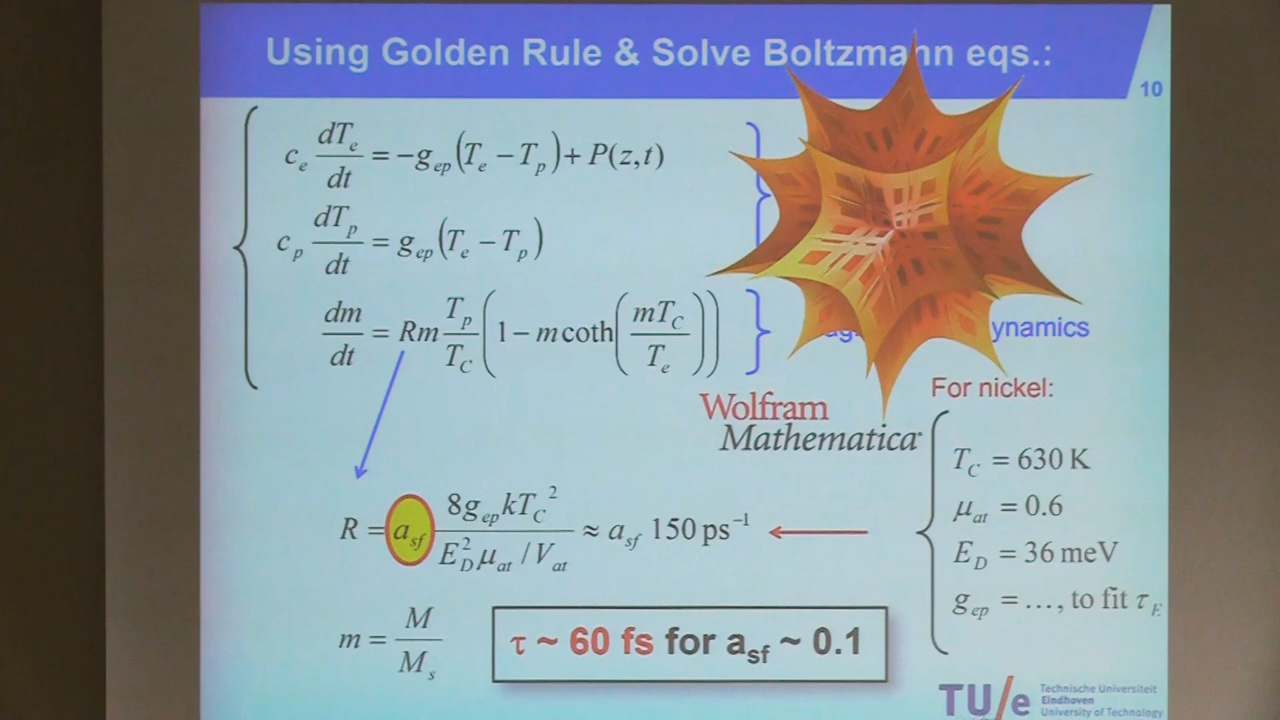 Using Golden Rule & Solve Boltzmann eqs.:
10
c_e dT_e/dt = -g_ep(T_e - T_p) + P(z,t)
c_p dT_p/dt = g_ep(T_e - T_p)
dm/dt = Rm T_p/T_C (1 - m coth(mT_C/T_e))
ynamics
For nickel:
Wolfram
Mathematica
T_C = 630 K
μ_at = 0.6
E_D = 36 meV
g_ep = ..., to fit τ_E
R = a_sf 8g_ep kT_C^2 / E_D^2 μ_at / V_at ≈ a_sf 150 ps^-1
m = M/M_s
τ ~ 60 fs for a_sf ~ 0.1
TU/e
Technische Universiteit
Eindhoven
University of Technology